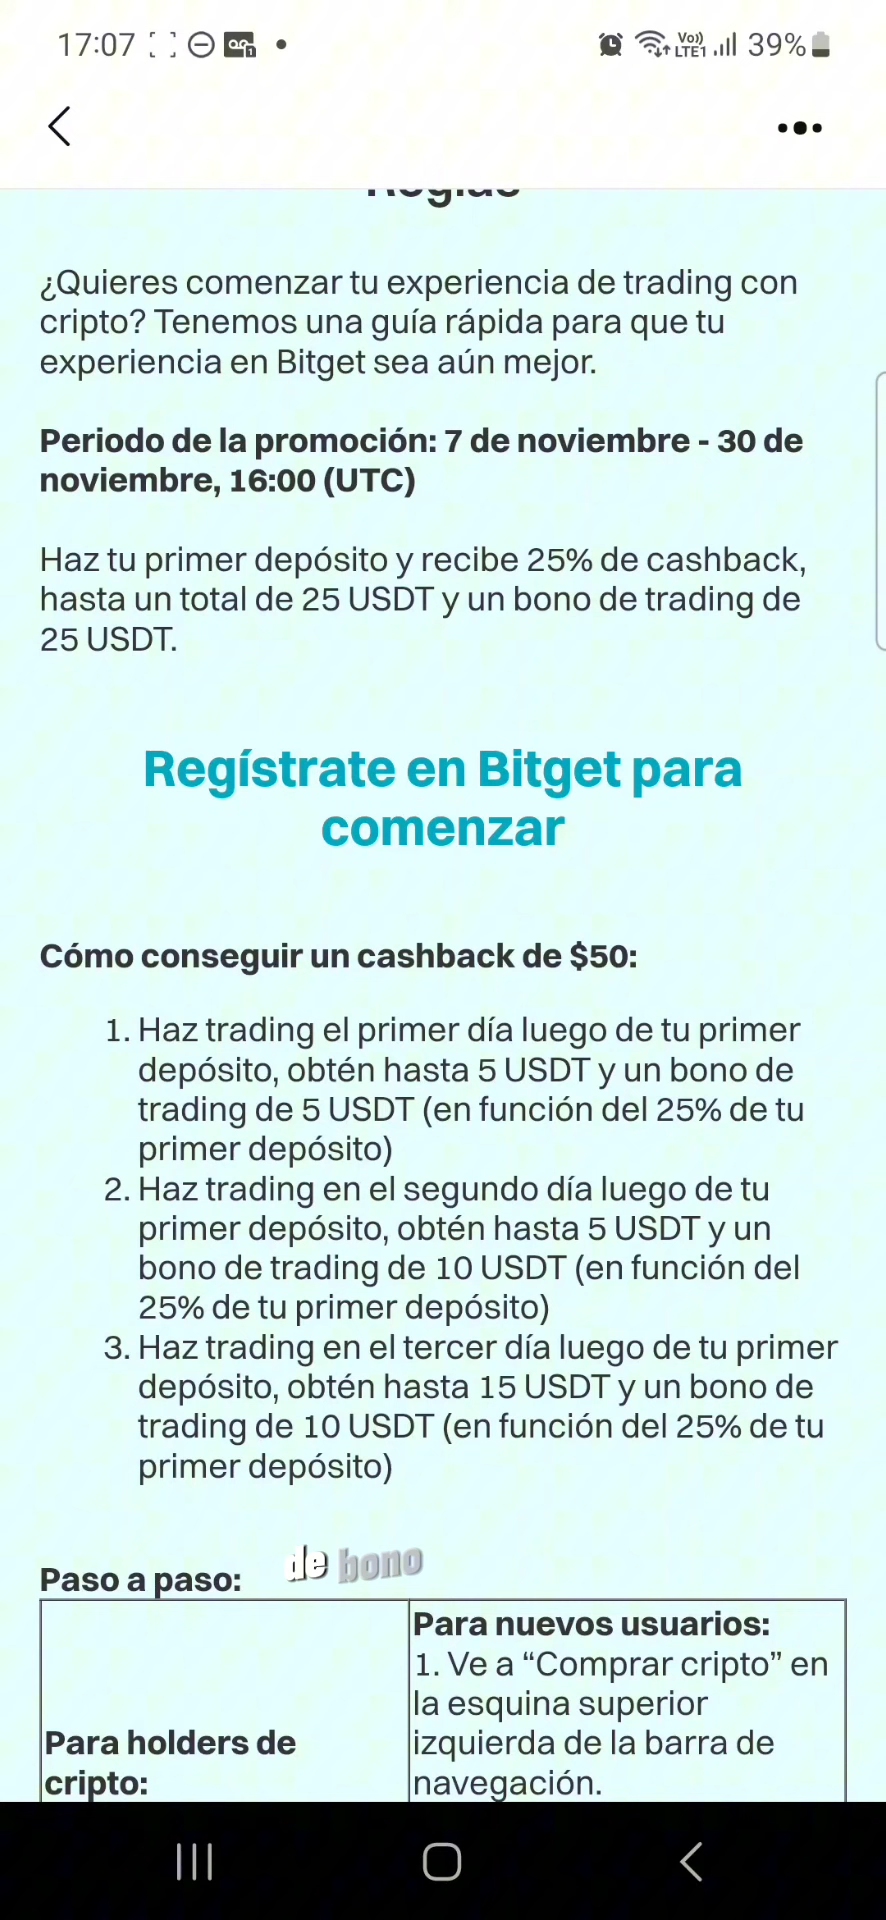 17:07
Vo))
LTE1
39%
¿Quieres comenzar tu experiencia de trading con
cripto? Tenemos una guía rápida para que tu
experiencia en Bitget sea aún mejor.
Periodo de la promoción: 7 de noviembre - 30 de
noviembre, 16:00 (UTC)
Haz tu primer depósito y recibe 25% de cashback,
hasta un total de 25 USDT y un bono de trading de
25 USDT.
Regístrate en Bitget para
comenzar
Cómo conseguir un cashback de $50:
1. Haz trading el primer día luego de tu primer
depósito, obtén hasta 5 USDT y un bono de
trading de 5 USDT (en función del 25% de tu
primer depósito)
2. Haz trading en el segundo día luego de tu
primer depósito, obtén hasta 5 USDT y un
bono de trading de 10 USDT (en función del
25% de tu primer depósito)
3. Haz trading en el tercer día luego de tu primer
depósito, obtén hasta 15 USDT y un bono de
trading de 10 USDT (en función del 25% de tu
primer depósito)
de bono
Paso a paso:
Para holders de
cripto:
Para nuevos usuarios:
1. Ve a “Comprar cripto” en
la esquina superior
izquierda de la barra de
navegación.